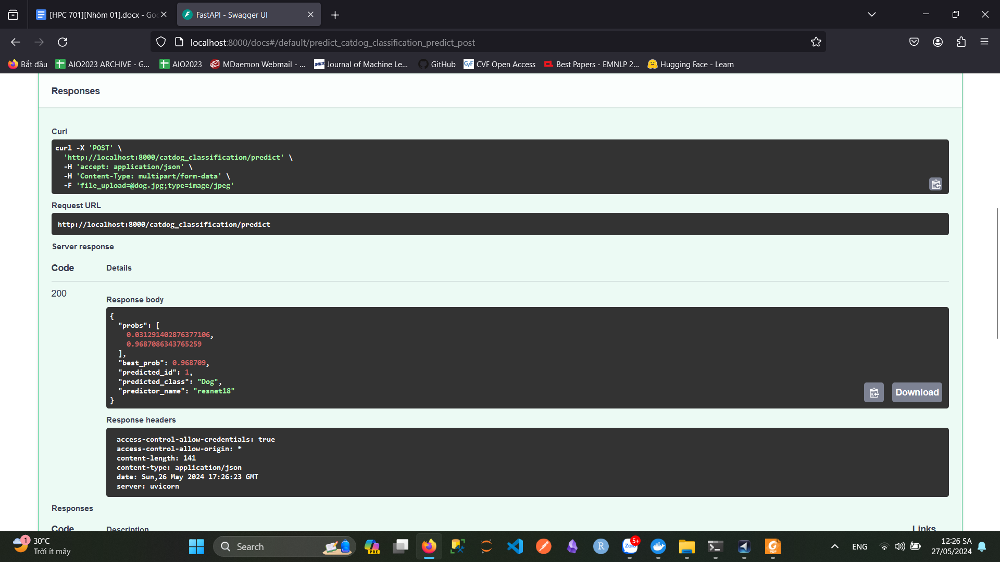 [HPC 701][Nhóm 01].docx - Goo
FastAPI - Swagger UI
localhost:8000/docs#/default/predict_catdog_classification_predict_post
Bắt đầu
AIO2023 ARCHIVE - G...
AIO2023
MDaemon Webmail - ...
JMLR
Journal of Machine Le...
GitHub
CVF
CVF Open Access
Best Papers - EMNLP 2...
Hugging Face - Learn
Responses
Curl
curl -X 'POST' \
'http://localhost:8000/catdog_classification/predict' \
-H 'accept: application/json' \
-H 'Content-Type: multipart/form-data' \
-F 'file_upload=@dog.jpg;type=image/jpeg'
Request URL
http://localhost:8000/catdog_classification/predict
Server response
Code Details
200
Response body
{
"probs": [
0.031291402876377106,
0.9687086343765259
],
"best_prob": 0.968709,
"predicted_id": 1,
"predicted_class": "Dog",
"predictor_name": "resnet18"
}
Download
Response headers
access-control-allow-credentials: true
access-control-allow-origin: *
content-length: 141
content-type: application/json
date: Sun,26 May 2024 17:26:23 GMT
server: uvicorn
Responses
Code Description Links
1
30°C
Trời ít mây
Search
PRE
R
Zalo
5+
PDF
ENG
12:26 SA
27/05/2024